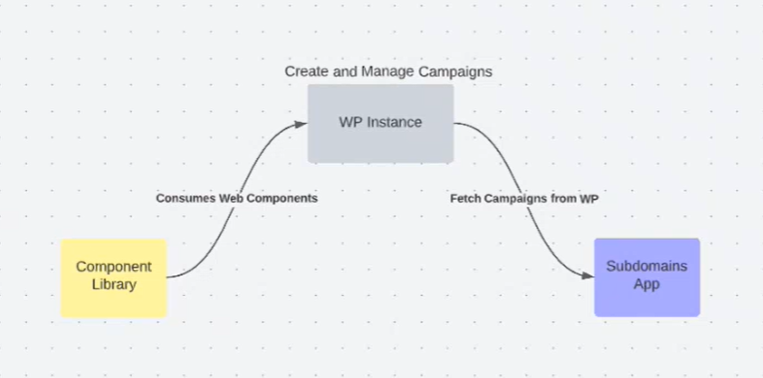 Create and Manage Campaigns
WP Instance
Consumes Web Components
Fetch Campaigns from WP
Component
Library
Subdomains
App